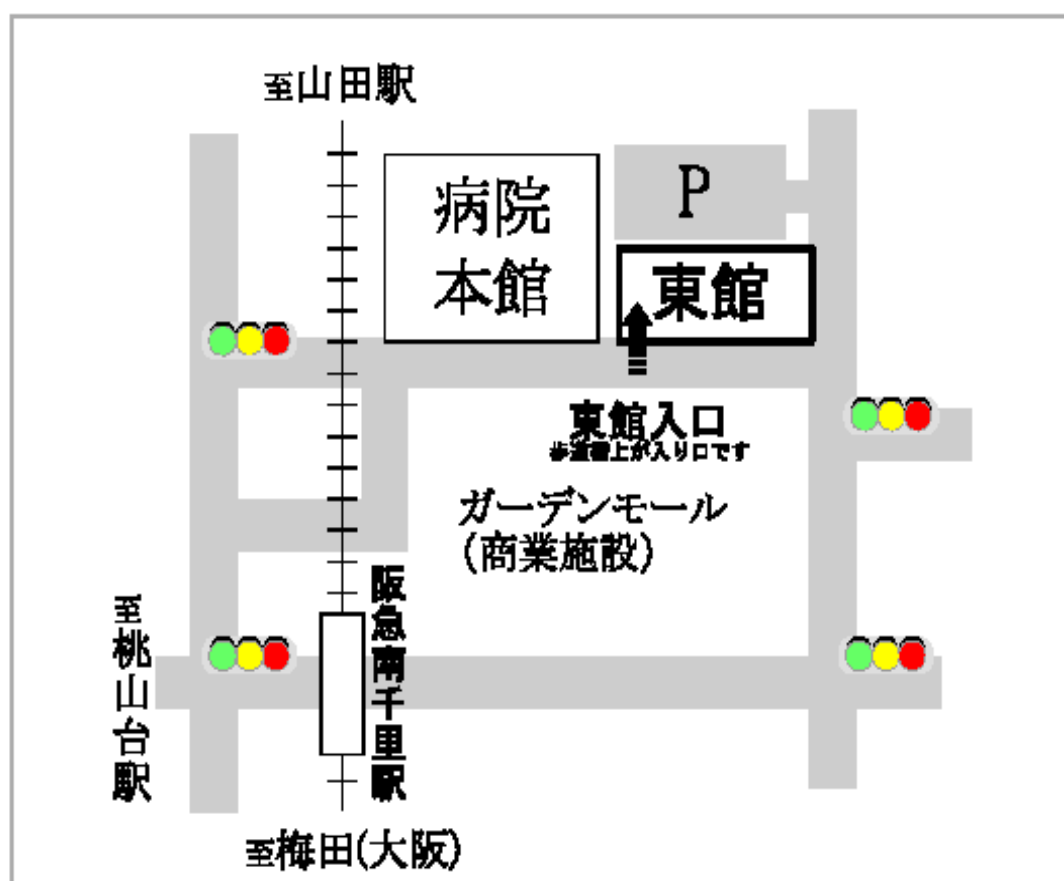 至山田駅
病院
本館
P
東館
東館入口
歩道橋上が入り口です
ガーデンモール
(商業施設)
阪急南千里駅
至桃山台駅
至梅田(大阪)